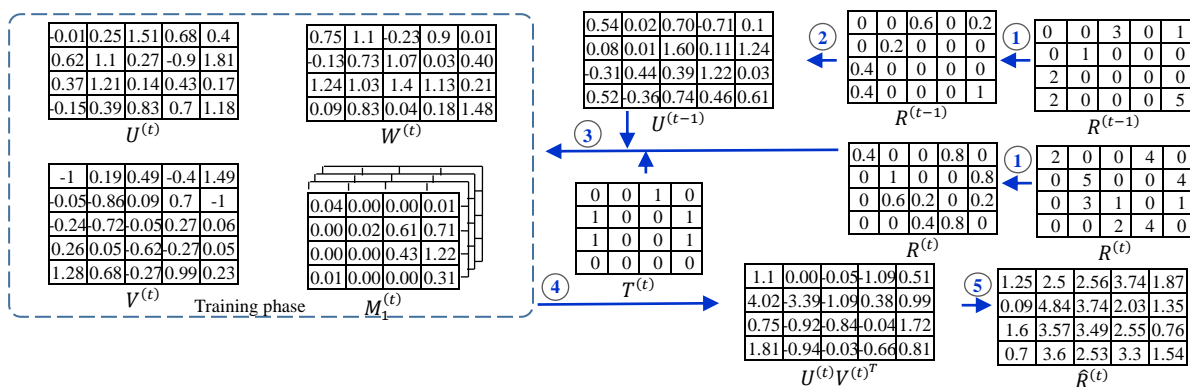 -0.01 0.25 1.51 0.68 0.4
0.62 1.1 0.27 -0.9 1.81
0.37 1.21 0.14 0.43 0.17
-0.15 0.39 0.83 0.7 1.18
U^(t)
0.75 1.1 -0.23 0.9 0.01
-0.13 0.73 1.07 0.03 0.40
1.24 1.03 1.4 1.13 0.21
0.09 0.83 0.04 0.18 1.48
W^(t)
-1 0.19 0.49 -0.4 1.49
-0.05 -0.86 0.09 0.7 -1
-0.24 -0.72 -0.05 0.27 0.06
0.26 0.05 -0.62 -0.27 0.05
1.28 0.68 -0.27 0.99 0.23
V^(t)
0.04 0.00 0.00 0.01
0.00 0.02 0.61 0.71
0.00 0.00 0.43 1.22
0.01 0.00 0.00 0.31
M_1^(t)
Training phase
0.54 0.02 0.70 -0.71 0.1
0.08 0.01 1.60 0.11 1.24
-0.31 0.44 0.39 1.22 0.03
0.52 -0.36 0.74 0.46 0.61
U^(t-1)
2
0 0 0.6 0 0.2
0 0.2 0 0 0
0.4 0 0 0 0
0.4 0 0 0 1
R^(t-1)
1
0 0 3 0 1
0 1 0 0 0
2 0 0 0 0
2 0 0 0 5
R^(t-1)
3
0 0 1 0
1 0 0 1
1 0 0 1
0 0 0 0
T^(t)
0.4 0 0 0.8 0
0 1 0 0 0.8
0 0.6 0.2 0 0.2
0 0 0.4 0.8 0
R^(t)
1
2 0 0 4 0
0 5 0 0 4
0 3 1 0 1
0 0 2 4 0
R^(t)
4
1.1 0.00 -0.05 -1.09 0.51
4.02 -3.39 -1.09 0.38 0.99
0.75 -0.92 -0.84 -0.04 1.72
1.81 -0.94 -0.03 -0.66 0.81
U^(t)V^(t)^T
5
1.25 2.5 2.56 3.74 1.87
0.09 4.84 3.74 2.03 1.35
1.6 3.57 3.49 2.55 0.76
0.7 3.6 2.53 3.3 1.54
R̂^(t)